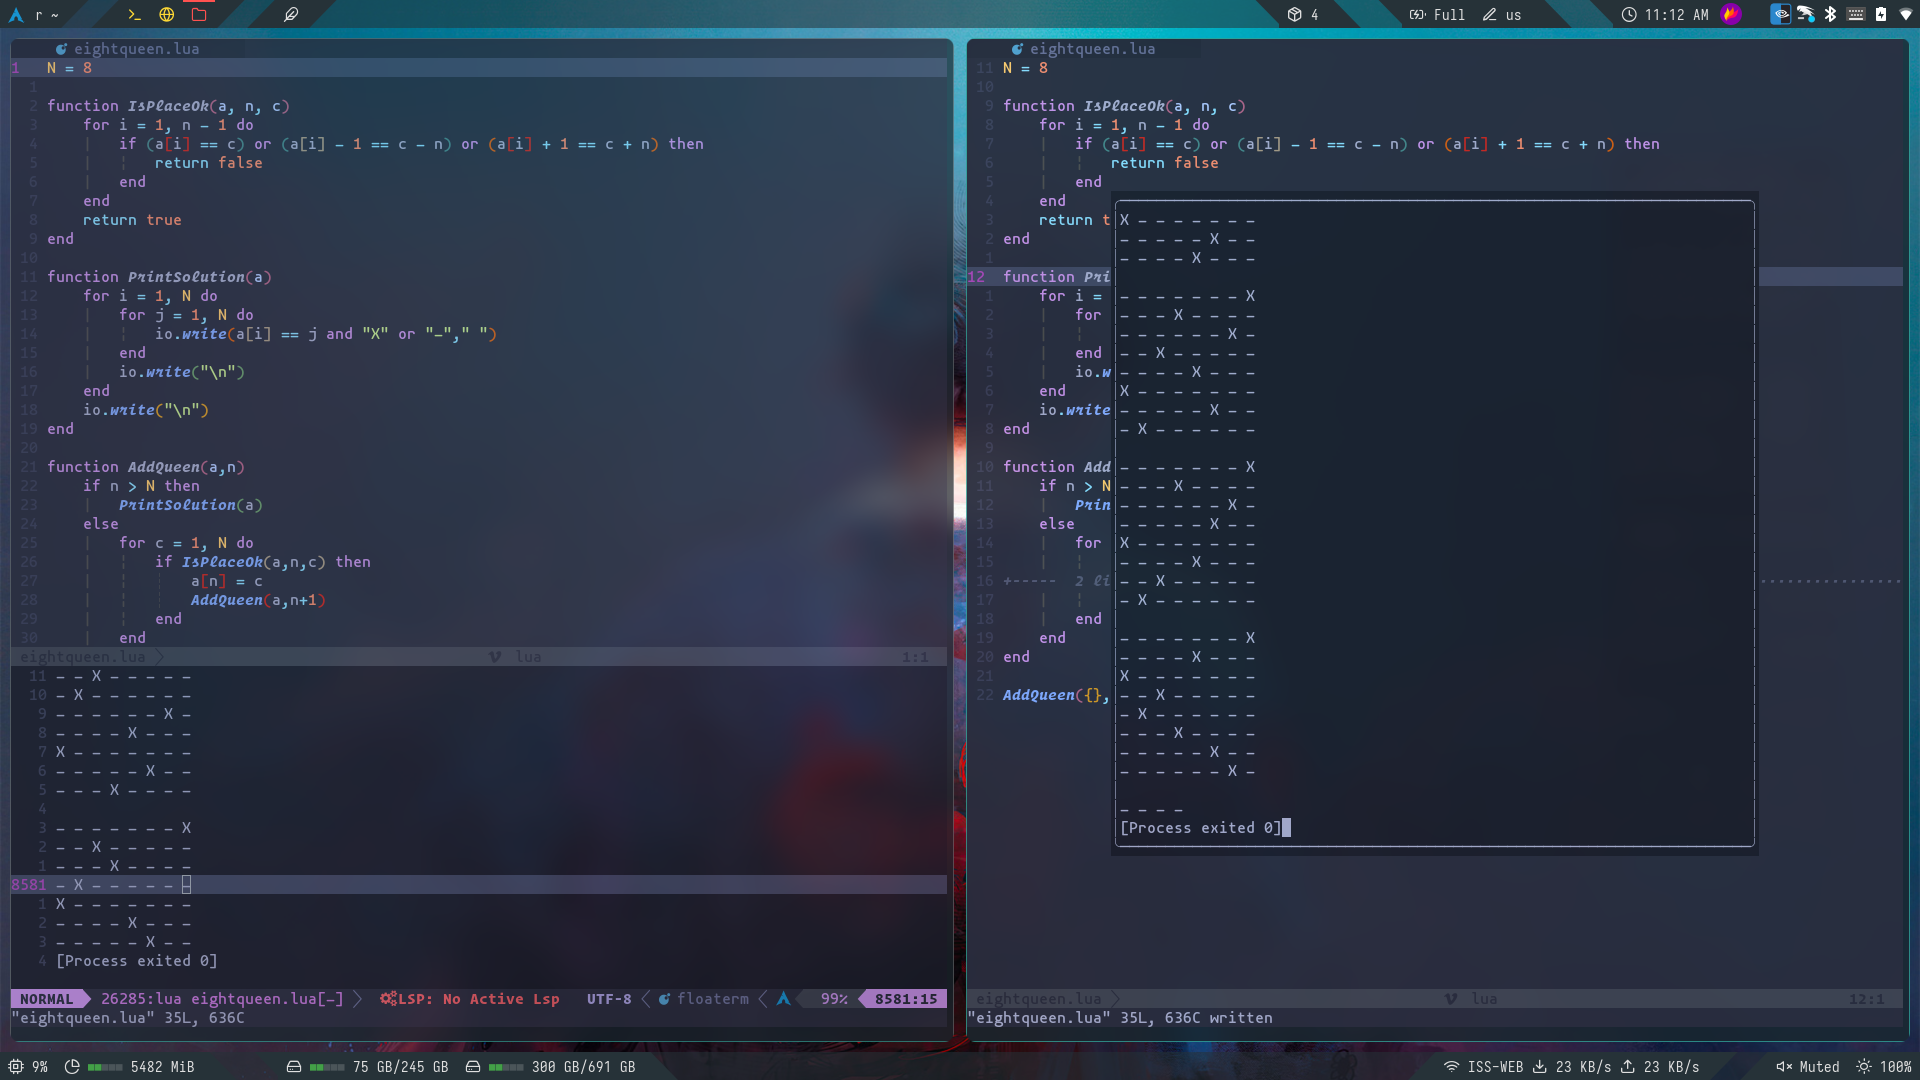 r ~
4
Full
us
11:12 AM
eightqueen.lua
1 N = 8
1
2 function IsPlaceOk(a, n, c)
3 for i = 1, n - 1 do
4 if (a[i] == c) or (a[i] - 1 == c - n) or (a[i] + 1 == c + n) then
5 return false
6 end
7 end
8 return true
9 end
10
11 function PrintSolution(a)
12 for i = 1, N do
13 for j = 1, N do
14 io.write(a[i] == j and "X" or "-"," ")
15 end
16 io.write("\n")
17 end
18 io.write("\n")
19 end
20
21 function AddQueen(a,n)
22 if n > N then
23 PrintSolution(a)
24 else
25 for c = 1, N do
26 if IsPlaceOk(a,n,c) then
27 a[n] = c
28 AddQueen(a,n+1)
29 end
30 end
eightqueen.lua lua 1:1
11 - - X - - - - -
10 - X - - - - - -
9 - - - - - - X -
8 - - - - X - - -
7 X - - - - - - -
6 - - - - - X - -
5 - - - X - - - -
4
3 - - - - - - - X
2 - - X - - - - -
1 - - - X - - - -
8581 - X - - - - - -
1 X - - - - - - -
2 - - - - X - - -
3 - - - - - X - -
4 [Process exited 0]
NORMAL 26285:lua eightqueen.lua[-] LSP: No Active Lsp UTF-8 floaterm 99% 8581:15
"eightqueen.lua" 35L, 636C
eightqueen.lua
11 N = 8
10
9 function IsPlaceOk(a, n, c)
8 for i = 1, n - 1 do
7 if (a[i] == c) or (a[i] - 1 == c - n) or (a[i] + 1 == c + n) then
6 return false
5 end
4 end
3 return t
2 end
1
12 function Pri
1 for i =
2 for
3
4 end
5 io.w
6 end
7 io.write
8 end
9
10 function Add
11 if n > N
12 Prin
13 else
14 for
15
16 +----- 2 li
17
18 end
19 end
20 end
21
22 AddQueen({},
X - - - - - - -
- - - - - X - -
- - - - X - - -

- - - - - - - X
- - - X - - - -
- - - - - - X -
- - X - - - - -
- - - - X - - -
X - - - - - - -
- - - - - X - -
- X - - - - - -

- - - - - - - X
- - - X - - - -
- - - - - - X -
- - - - - X - -
X - - - - - - -
- - - - X - - -
- - X - - - - -
- X - - - - - -

- - - - - - - X
- - - - X - - -
X - - - - - - -
- - X - - - - -
- X - - - - - -
- - - X - - - -
- - - - - X - -
- - - - - - X -

- - - -
[Process exited 0]
eightqueen.lua lua 12:1
"eightqueen.lua" 35L, 636C written
9% 5482 MiB 75 GB/245 GB 300 GB/691 GB
ISS-WEB 23 KB/s 23 KB/s Muted 100%